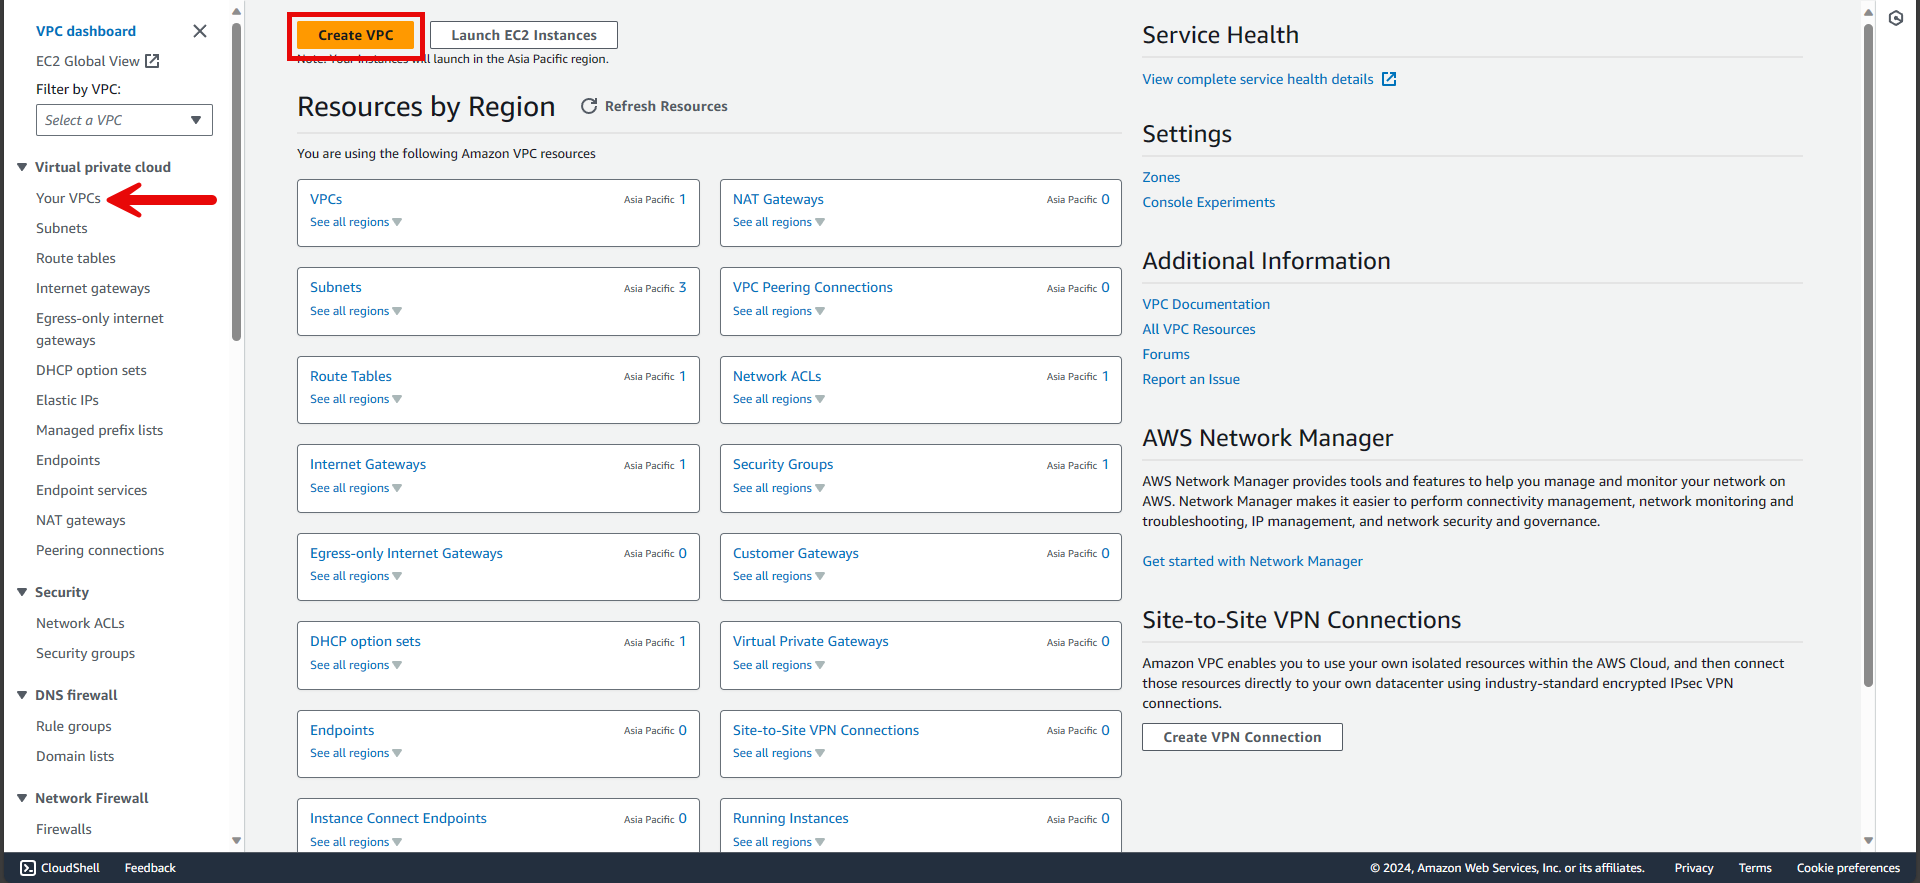 VPC dashboard
EC2 Global View
Filter by VPC:
Select a VPC
Virtual private cloud
Your VPCs
Subnets
Route tables
Internet gateways
Egress-only internet
gateways
DHCP option sets
Elastic IPs
Managed prefix lists
Endpoints
Endpoint services
NAT gateways
Peering connections
Security
Network ACLs
Security groups
DNS firewall
Rule groups
Domain lists
Network Firewall
Firewalls
Create VPC
Launch EC2 Instances
Note: Your Instances will launch in the Asia Pacific region.
Resources by Region
Refresh Resources
You are using the following Amazon VPC resources
VPCs Asia Pacific 1
See all regions
NAT Gateways Asia Pacific 0
See all regions
Subnets Asia Pacific 3
See all regions
VPC Peering Connections Asia Pacific 0
See all regions
Route Tables Asia Pacific 1
See all regions
Network ACLs Asia Pacific 1
See all regions
Internet Gateways Asia Pacific 1
See all regions
Security Groups Asia Pacific 1
See all regions
Egress-only Internet Gateways Asia Pacific 0
See all regions
Customer Gateways Asia Pacific 0
See all regions
DHCP option sets Asia Pacific 1
See all regions
Virtual Private Gateways Asia Pacific 0
See all regions
Endpoints Asia Pacific 0
See all regions
Site-to-Site VPN Connections Asia Pacific 0
See all regions
Instance Connect Endpoints Asia Pacific 0
See all regions
Running Instances Asia Pacific 0
See all regions
Service Health
View complete service health details
Settings
Zones
Console Experiments
Additional Information
VPC Documentation
All VPC Resources
Forums
Report an Issue
AWS Network Manager
AWS Network Manager provides tools and features to help you manage and monitor your network on
AWS. Network Manager makes it easier to perform connectivity management, network monitoring and
troubleshooting, IP management, and network security and governance.
Get started with Network Manager
Site-to-Site VPN Connections
Amazon VPC enables you to use your own isolated resources within the AWS Cloud, and then connect
those resources directly to your own datacenter using industry-standard encrypted IPsec VPN
connections.
Create VPN Connection
CloudShell
Feedback
© 2024, Amazon Web Services, Inc. or its affiliates.
Privacy
Terms
Cookie preferences